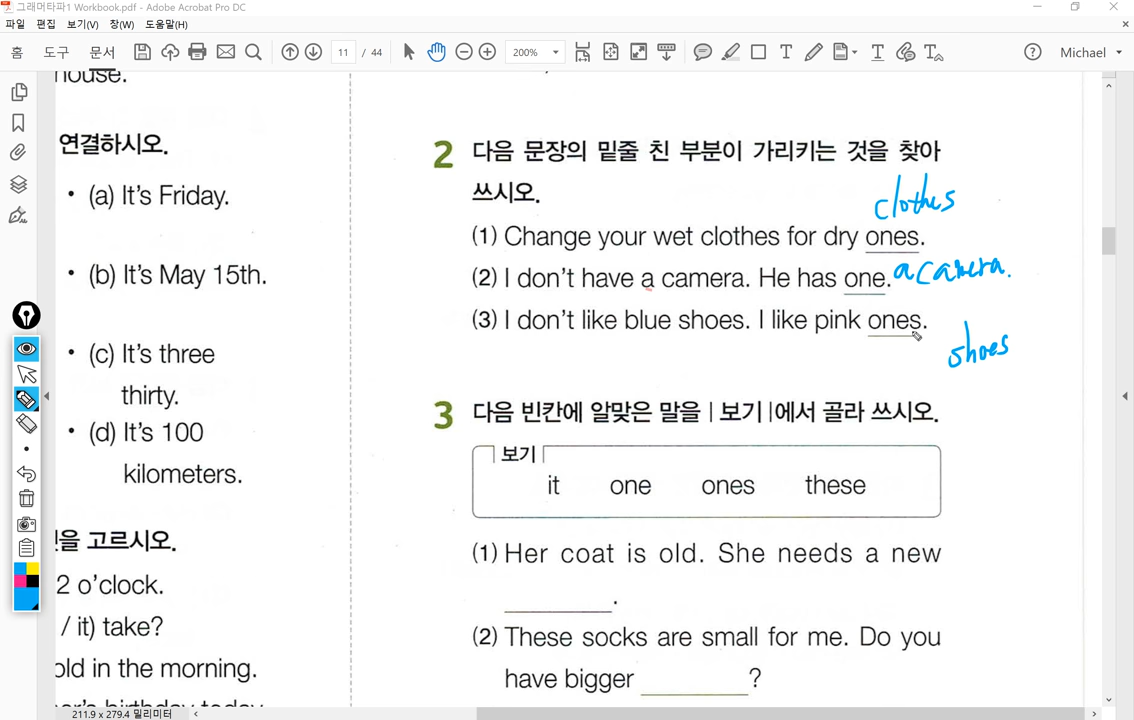 그래머타파1 Workbook.pdf - Adobe Acrobat Pro DC
파일 편집 보기(V) 창(W) 도움말(H)
홈 도구 문서 11 / 44 200% Michael
house.
연결하시오.
• (a) It's Friday.
• (b) It's May 15th.
• (c) It's three
thirty.
• (d) It's 100
kilometers.
을 고르시오.
2 o'clock.
/ it) take?
old in the morning.
er's birthday today
2 다음 문장의 밑줄 친 부분이 가리키는 것을 찾아
쓰시오.
clothes
(1) Change your wet clothes for dry ones.
(2) I don't have a camera. He has one. a camera.
(3) I don't like blue shoes. I like pink ones.
shoes
3 다음 빈칸에 알맞은 말을 | 보기 |에서 골라 쓰시오.
보기
it one ones these
(1) Her coat is old. She needs a new
________.
(2) These socks are small for me. Do you
have bigger ________?
211.9 x 279.4 밀리미터